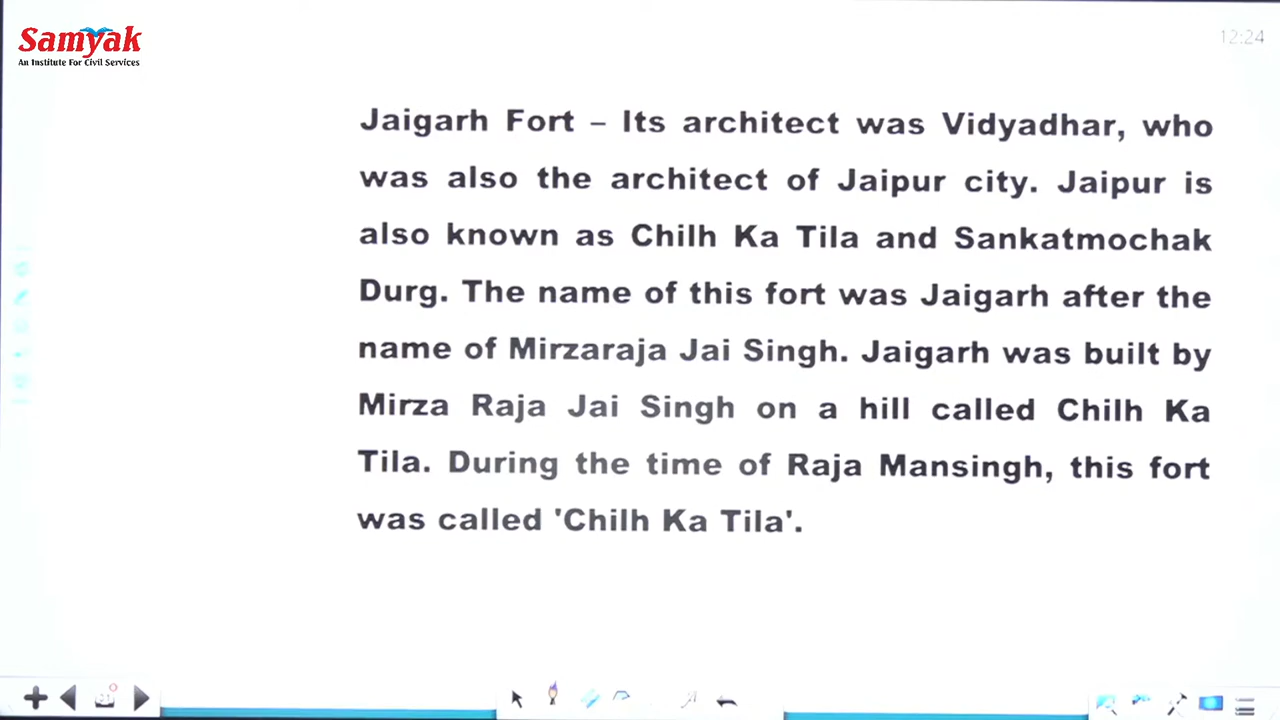 Samyak
An Institute For Civil Services
12:24
Jaigarh Fort – Its architect was Vidyadhar, who
was also the architect of Jaipur city. Jaipur is
also known as Chilh Ka Tila and Sankatmochak
Durg. The name of this fort was Jaigarh after the
name of Mirzaraja Jai Singh. Jaigarh was built by
Mirza Raja Jai Singh on a hill called Chilh Ka
Tila. During the time of Raja Mansingh, this fort
was called 'Chilh Ka Tila'.